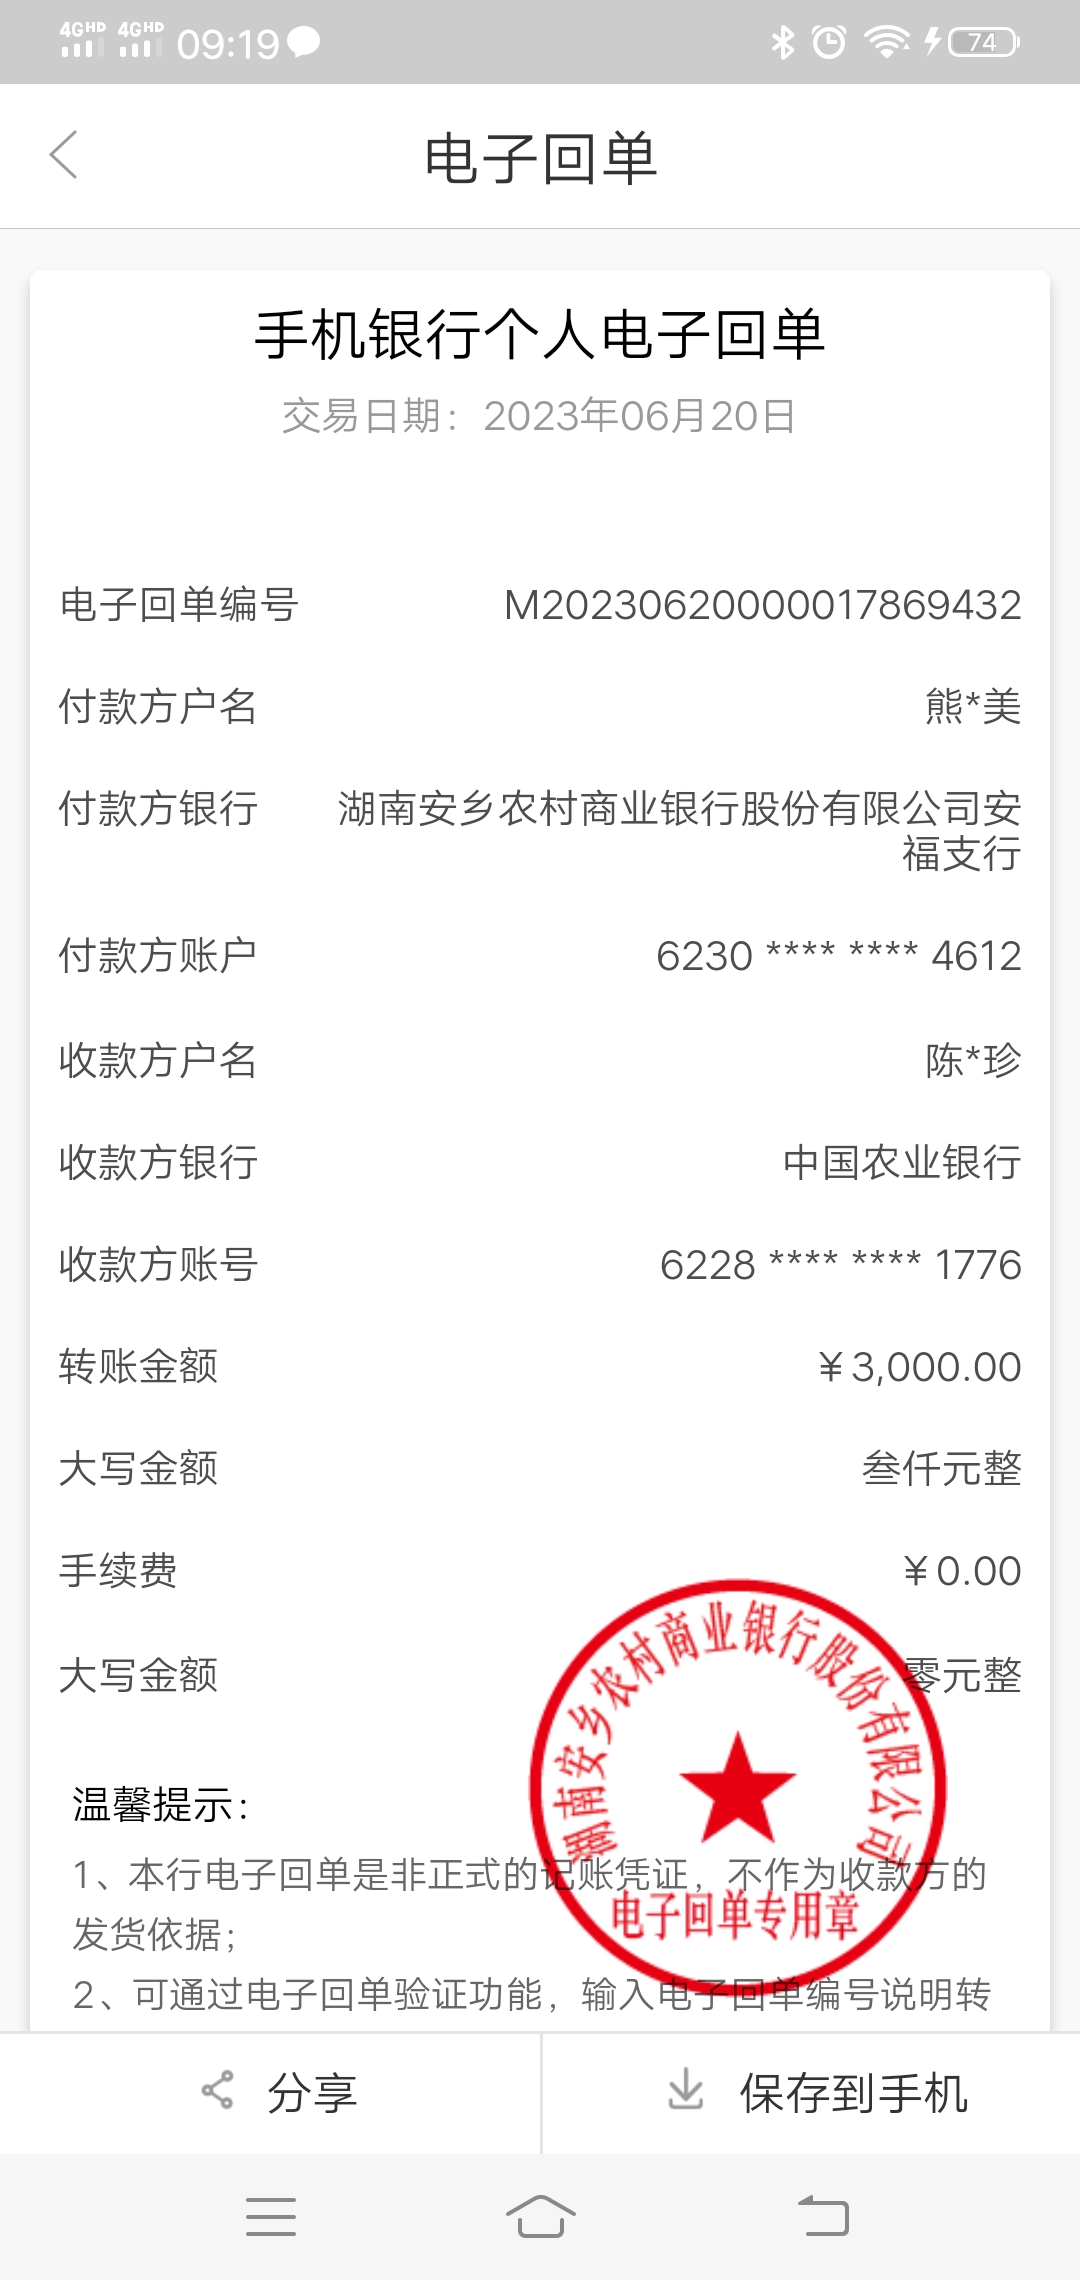 4GHD 4GHD 09:19 74
电子回单
手机银行个人电子回单
交易日期：2023年06月20日
电子回单编号 M20230620000017869432
付款方户名 熊*美
付款方银行 湖南安乡农村商业银行股份有限公司安
福支行
付款方账户 6230 **** **** 4612
收款方户名 陈*珍
收款方银行 中国农业银行
收款方账号 6228 **** **** 1776
转账金额 ￥3,000.00
大写金额 叁仟元整
手续费 ￥0.00
大写金额 零元整
湖南安乡农村商业银行股份有限公司
电子回单专用章
温馨提示：
1、本行电子回单是非正式的记账凭证，不作为收款方的
发货依据；
2、可通过电子回单验证功能，输入电子回单编号说明转
分享 保存到手机